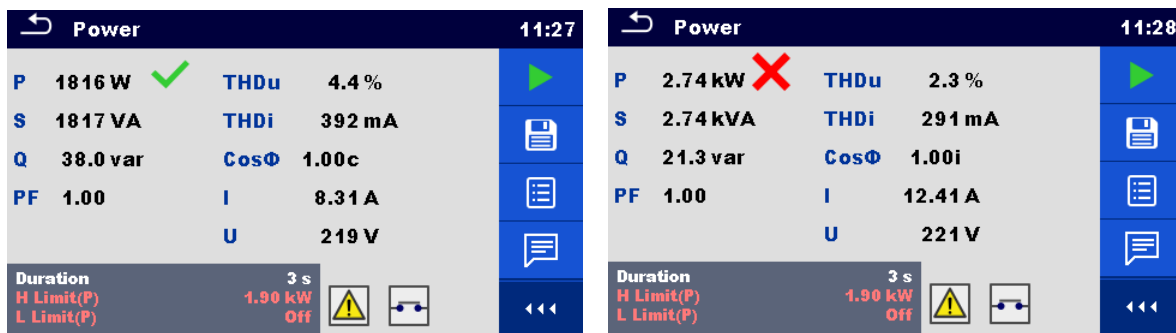 Power 11:27
P 1816 W THDu 4.4 %
S 1817 VA THDi 392 mA
Q 38.0 var CosΦ 1.00c
PF 1.00 I 8.31 A
U 219 V
Duration 3 s
H Limit(P) 1.90 kW
L Limit(P) Off
Power 11:28
P 2.74 kW THDu 2.3 %
S 2.74 kVA THDi 291 mA
Q 21.3 var CosΦ 1.00i
PF 1.00 I 12.41 A
U 221 V
Duration 3 s
H Limit(P) 1.90 kW
L Limit(P) Off